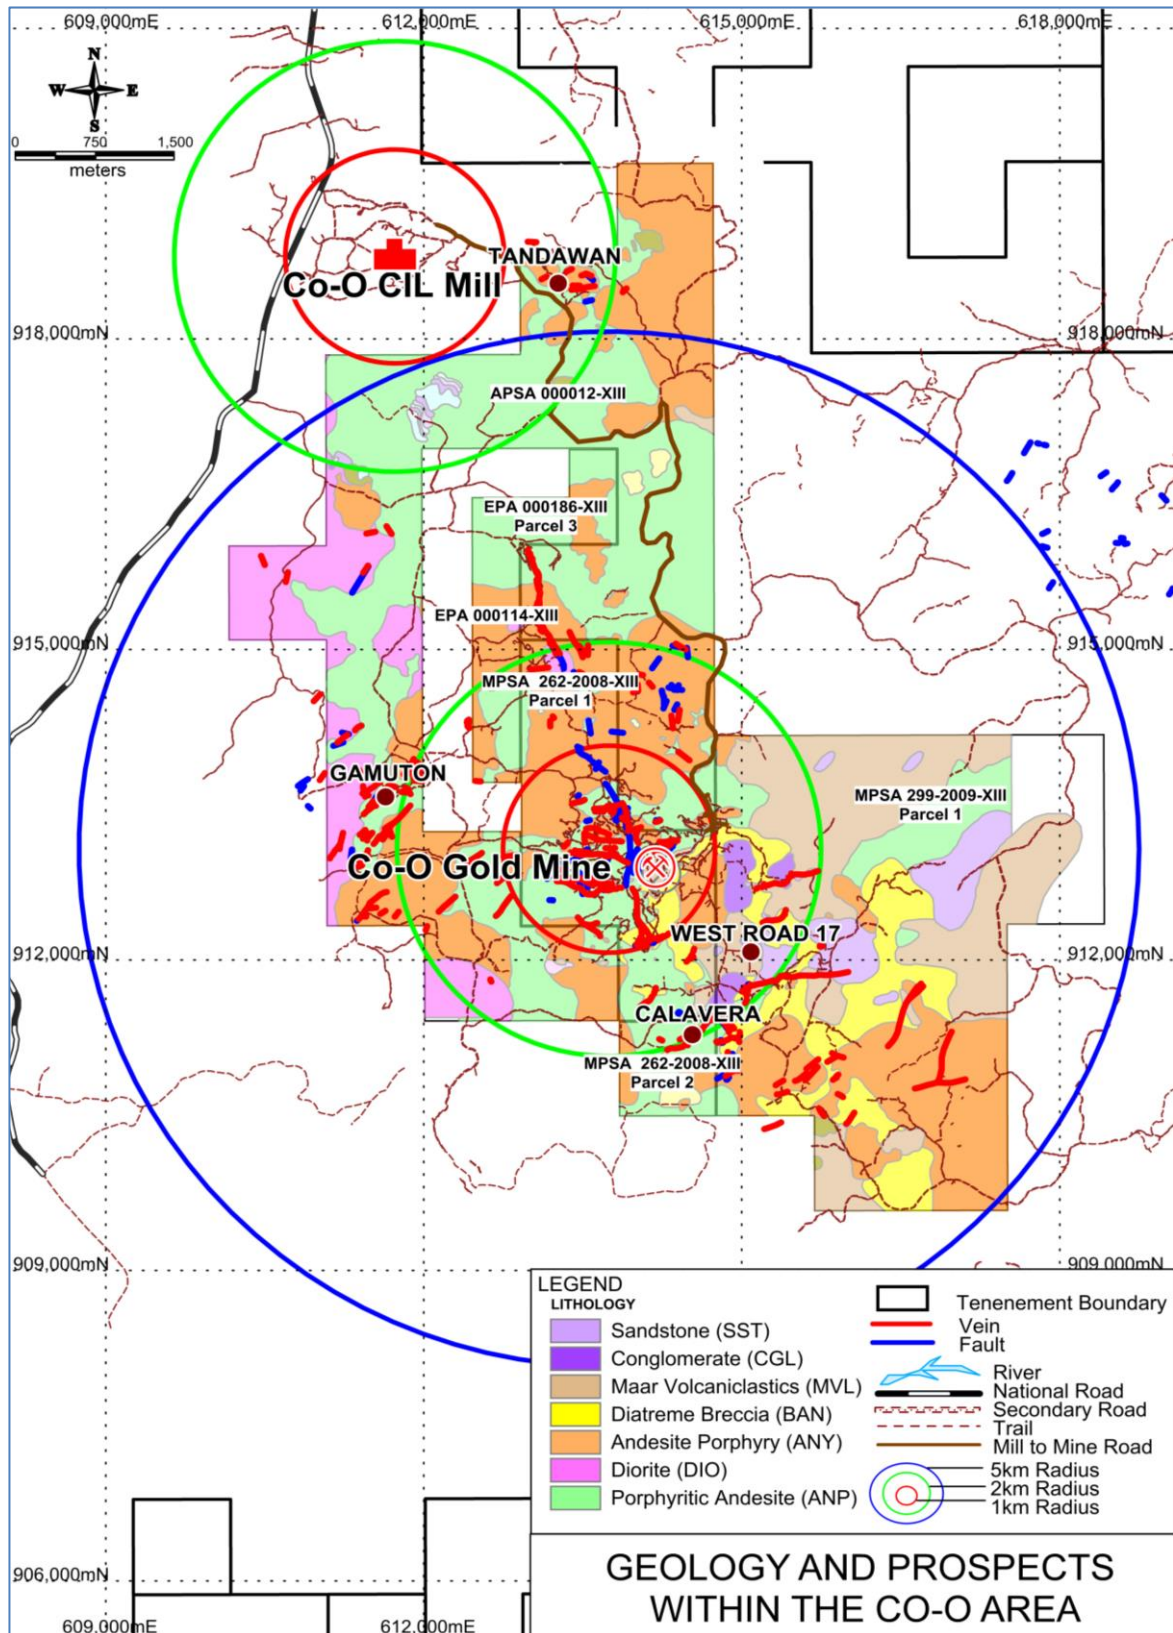 609,000mE 612,000mE 615,000mE 618,000mE
N
W E
S
0 750 1,500
meters
TANDAWAN
Co-O CIL Mill
918,000mN 918,000mN
APSA 000012-XIII
EPA 000186-XIII
Parcel 3
EPA 000114-XIII
915,000mN 915,000mN
MPSA 262-2008-XIII
Parcel 1
GAMUTON
MPSA 299-2009-XIII
Parcel 1
Co-O Gold Mine
WEST ROAD 17
912,000mN 912,000mN
CALAVERA
MPSA 262-2008-XIII
Parcel 2
909,000mN 909,000mN
LEGEND
LITHOLOGY
Sandstone (SST)
Conglomerate (CGL)
Maar Volcaniclastics (MVL)
Diatreme Breccia (BAN)
Andesite Porphyry (ANY)
Diorite (DIO)
Porphyritic Andesite (ANP)
Tenenement Boundary
Vein
Fault
River
National Road
Secondary Road
Trail
Mill to Mine Road
5km Radius
2km Radius
1km Radius
906,000mN
GEOLOGY AND PROSPECTS
WITHIN THE CO-O AREA
609,000mE 612,000mE